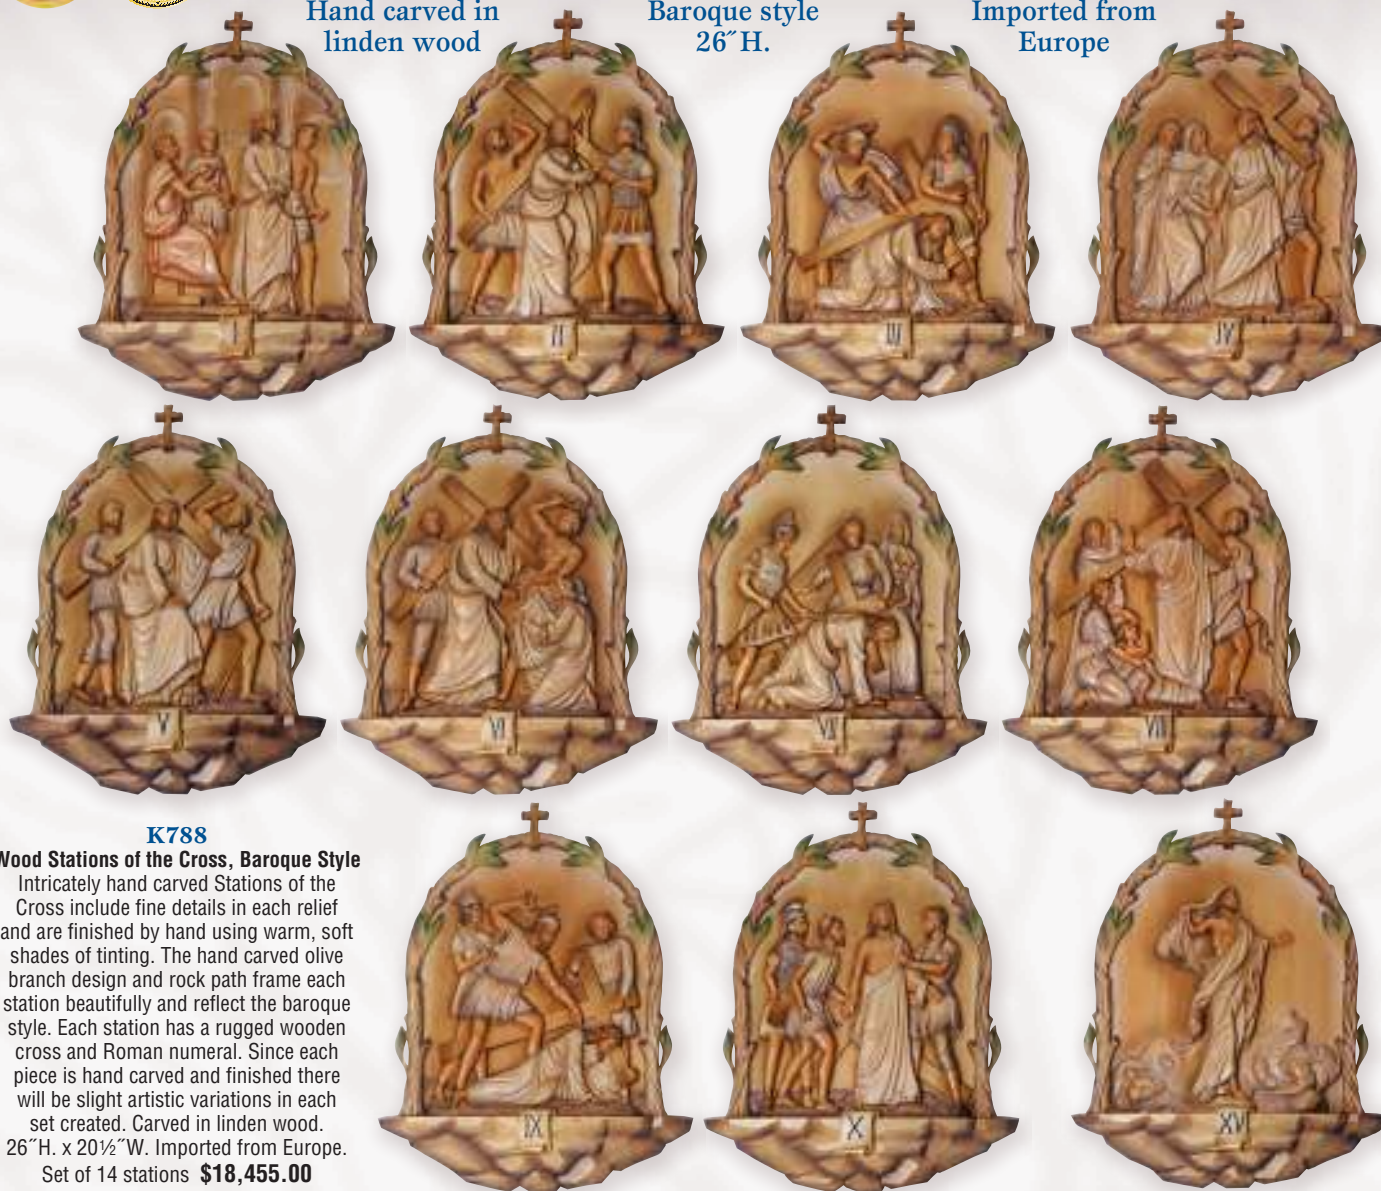 Hand carved in
linden wood
Baroque style
26˝H.
Imported from
Europe
I
II
III
IV
V
VI
VII
VIII
K788
Wood Stations of the Cross, Baroque Style
Intricately hand carved Stations of the
Cross include fine details in each relief
and are finished by hand using warm, soft
shades of tinting. The hand carved olive
branch design and rock path frame each
station beautifully and reflect the baroque
style. Each station has a rugged wooden
cross and Roman numeral. Since each
piece is hand carved and finished there
will be slight artistic variations in each
set created. Carved in linden wood.
26˝H. x 20½˝W. Imported from Europe.
Set of 14 stations $18,455.00
IX
X
XV